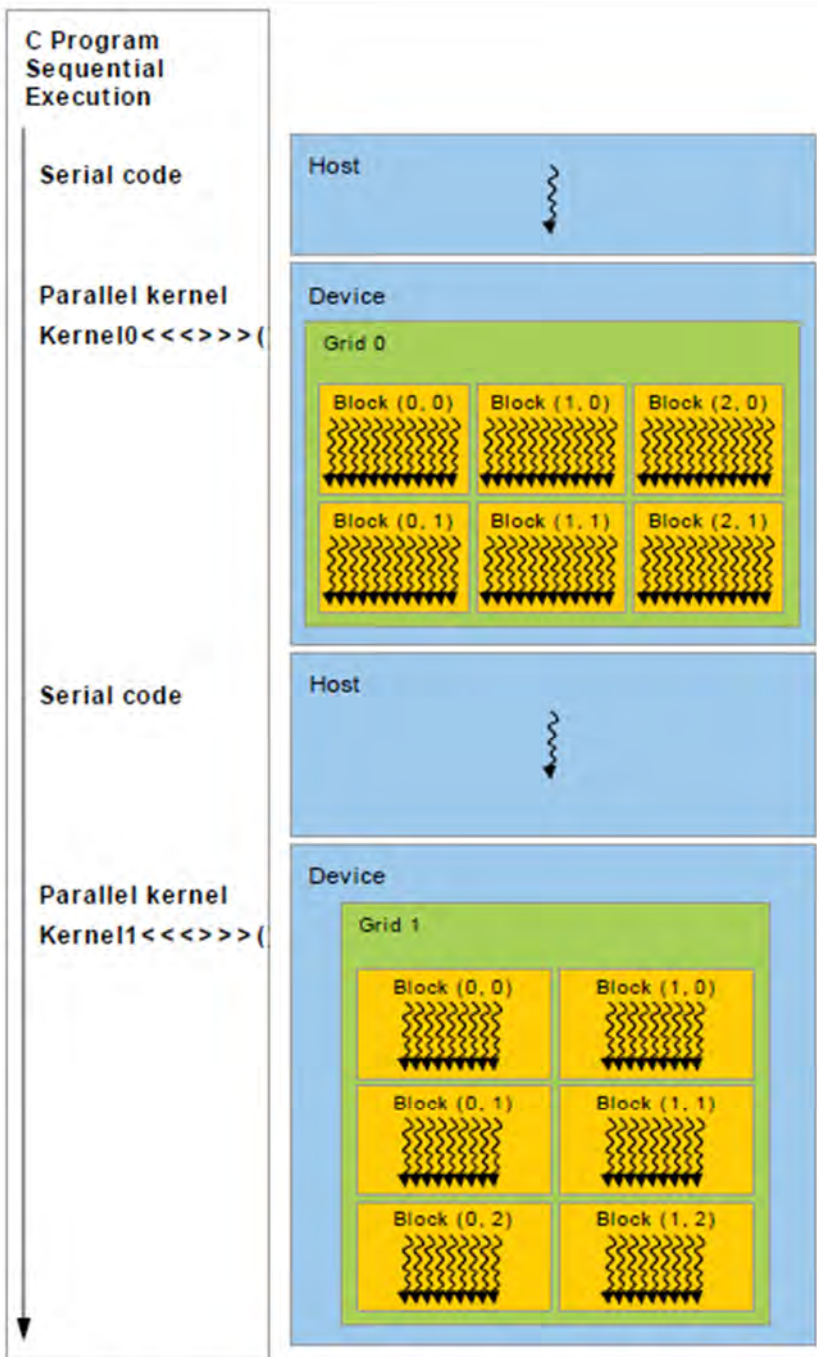 C Program
Sequential
Execution
Serial code
Host
Parallel kernel
Kernel0<<<>>>(
Device
Grid 0
Block (0, 0)
Block (1, 0)
Block (2, 0)
Block (0, 1)
Block (1, 1)
Block (2, 1)
Serial code
Host
Parallel kernel
Kernel1<<<>>>(
Device
Grid 1
Block (0, 0)
Block (1, 0)
Block (0, 1)
Block (1, 1)
Block (0, 2)
Block (1, 2)